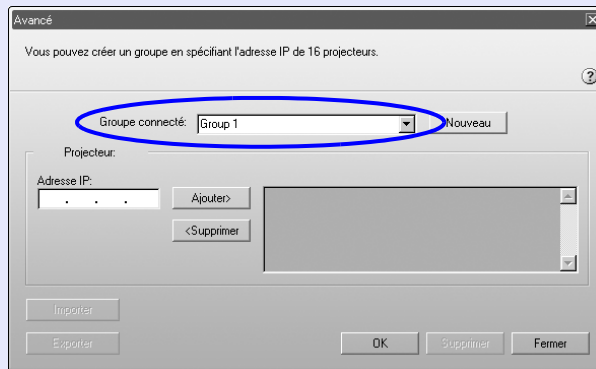 Avancé
Vous pouvez créer un groupe en spécifiant l'adresse IP de 16 projecteurs.
?
Groupe connecté: Group 1 Nouveau
Projecteur:
Adresse IP:
. . . Ajouter>
<Supprimer
Importer
Exporter OK Supprimer Fermer